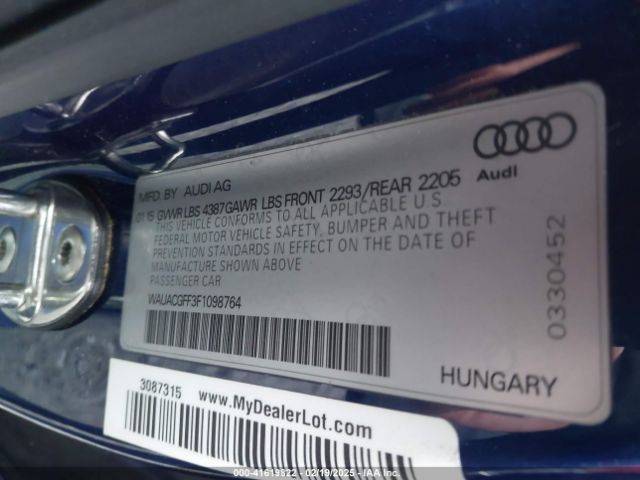 Audi
MFD. BY AUDI AG
01 15 GVWR LBS 4387 GAWR LBS FRONT 2293/REAR 2205
THIS VEHICLE CONFORMS TO ALL APPLICABLE U.S.
FEDERAL MOTOR VEHICLE SAFETY, BUMPER AND THEFT
PREVENTION STANDARDS IN EFFECT ON THE DATE OF
MANUFACTURE SHOWN ABOVE
PASSENGER CAR
WAUACGFF3F1098764
0330452
HUNGARY
3087315
www.MyDealerLot.com
000-41619822 - 02/19/2025 - IAA Inc.